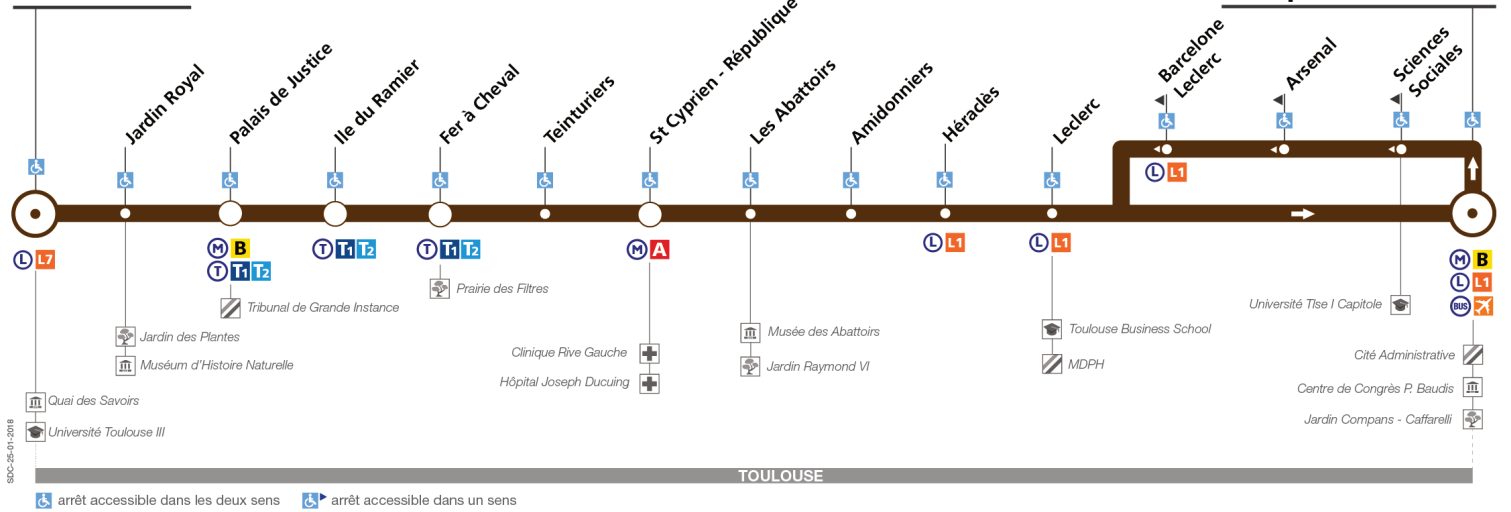 Jardin Royal
Palais de Justice
Ile du Ramier
Fer à Cheval
Teinturiers
St Cyprien - République
Les Abattoirs
Amidonniers
Héraclès
Leclerc
Barcelone
Leclerc
Arsenal
Sciences
Sociales
L L1
L L7
M B
T T1 T2
T T1 T2
T T1 T2
M A
L L1
L L1
M B
L L1
BUS
Tribunal de Grande Instance
Prairie des Filtres
Université Tlse I Capitole
Jardin des Plantes
Muséum d'Histoire Naturelle
Clinique Rive Gauche
Hôpital Joseph Ducuing
Musée des Abattoirs
Jardin Raymond VI
Toulouse Business School
MDPH
Cité Administrative
Centre de Congrès P. Baudis
Jardin Compans - Caffarelli
Quai des Savoirs
Université Toulouse III
SDC-25-01-2018
TOULOUSE
arrêt accessible dans les deux sens
arrêt accessible dans un sens